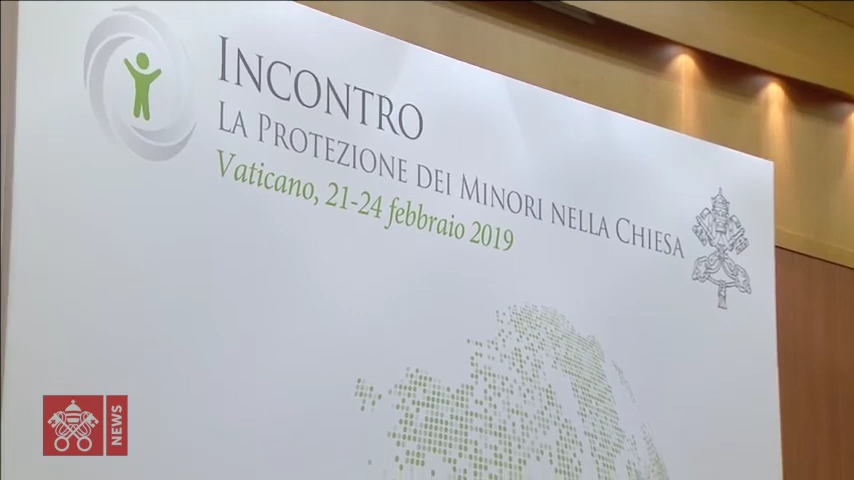 INCONTRO
LA PROTEZIONE DEI MINORI NELLA CHIESA
Vaticano, 21-24 febbraio 2019
NEWS